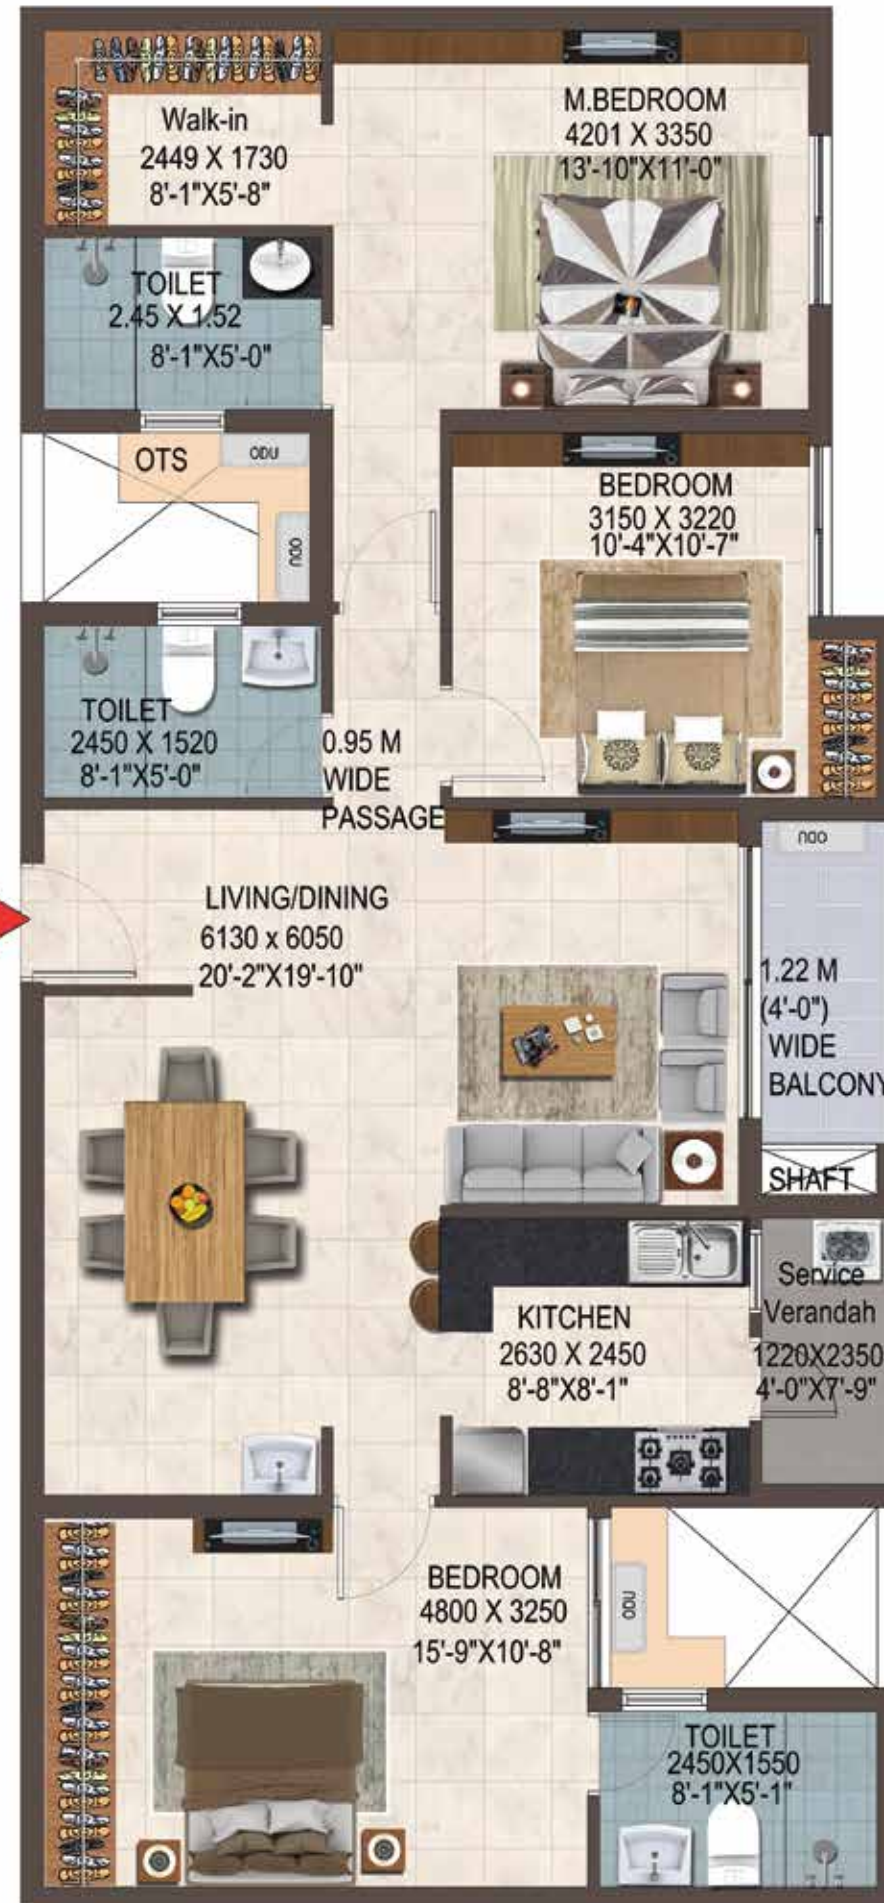 Walk-in
2449 X 1730
8'-1"X5'-8"
M.BEDROOM
4201 X 3350
13'-10"X11'-0"
TOILET
2.45 X 1.52
8'-1"X5'-0"
OTS
ODU
ODU
BEDROOM
3150 X 3220
10'-4"X10'-7"
TOILET
2450 X 1520
8'-1"X5'-0"
0.95 M
WIDE
PASSAGE
ODU
LIVING/DINING
6130 x 6050
20'-2"X19'-10"
1.22 M
(4'-0")
WIDE
BALCONY
SHAFT
KITCHEN
2630 X 2450
8'-8"X8'-1"
Service
Verandah
1220X2350
4'-0"X7'-9"
BEDROOM
4800 X 3250
15'-9"X10'-8"
ODU
TOILET
2450X1550
8'-1"X5'-1"